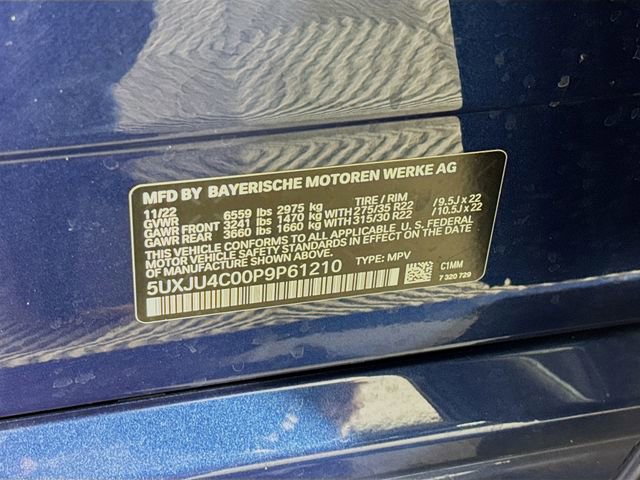 MFD BY BAYERISCHE MOTOREN WERKE AG
11/22 TIRE / RIM
GVWR 6559 lbs 2975 kg
GAWR FRONT 3241 lbs 1470 kg WITH 275/35 R22 / 9.5J x 22
GAWR REAR 3660 lbs 1660 kg WITH 315/30 R22 / 10.5J x 22
THIS VEHICLE CONFORMS TO ALL APPLICABLE U. S. FEDERAL
MOTOR VEHICLE SAFETY STANDARDS IN EFFECT ON THE DATE
OF MANUFACTURE SHOWN ABOVE.
5UXJU4C00P9P61210 TYPE: MPV
C1MM
7 320 729